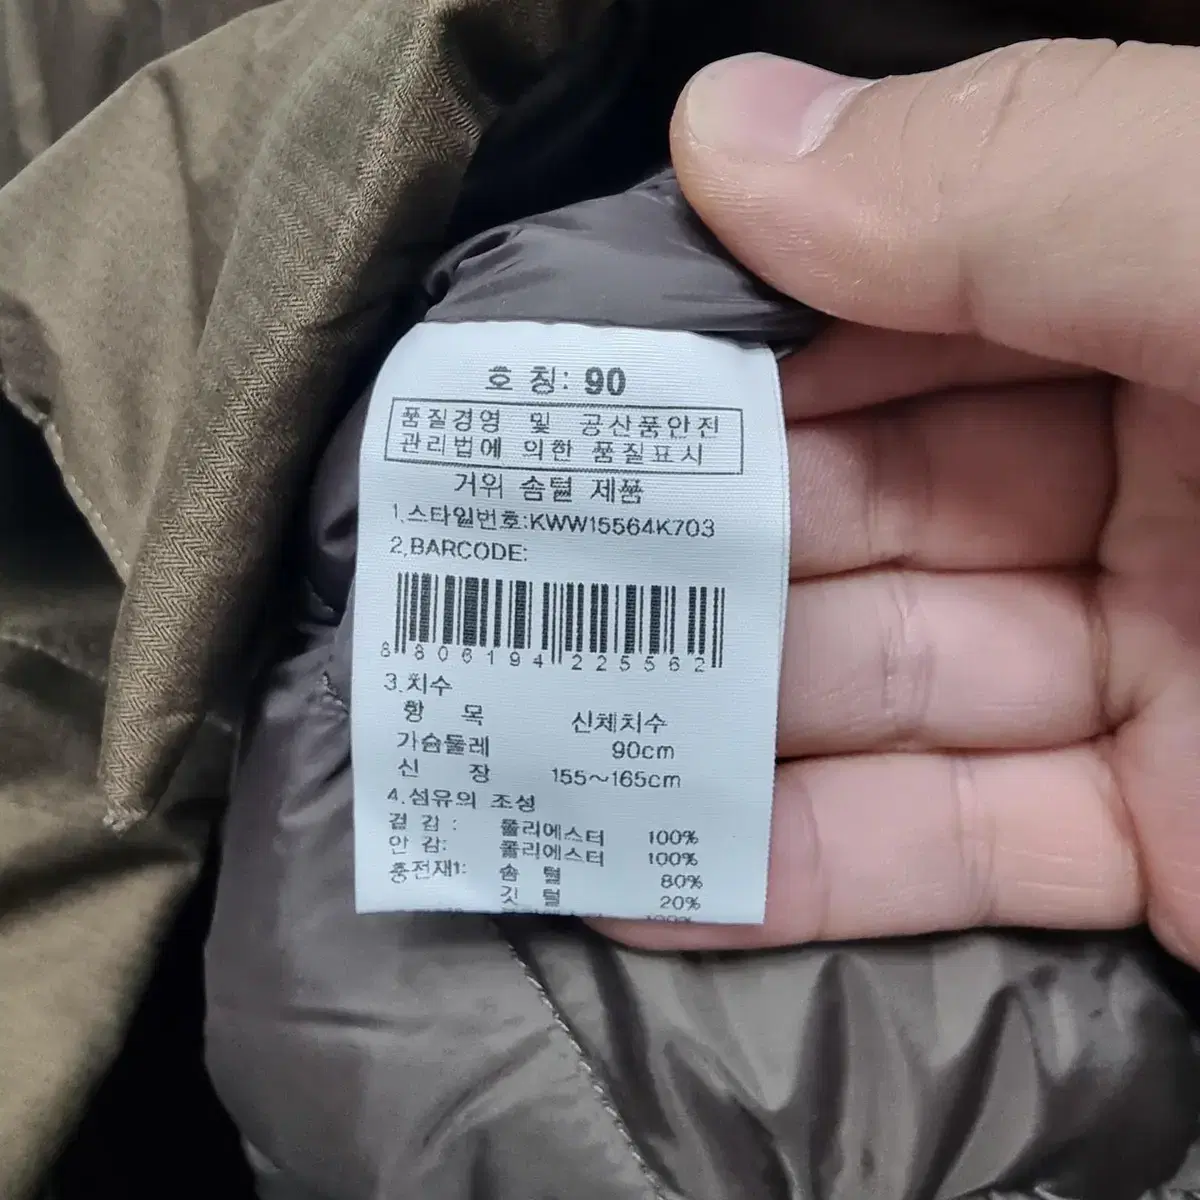 호 칭: 90
품질경영 및 공산품안전
관리법에 의한 품질표시
거위 솜털 제품
1.스타일번호:KWW15564K703
2.BARCODE:
8 806194 225562
3.치수
항 목 신체치수
가슴둘레 90cm
신 장 155~165cm
4.섬유의 조성
겉 감 : 폴리에스터 100%
안 감: 폴리에스터 100%
충전재1: 솜 털 80%
깃 털 20%
100%